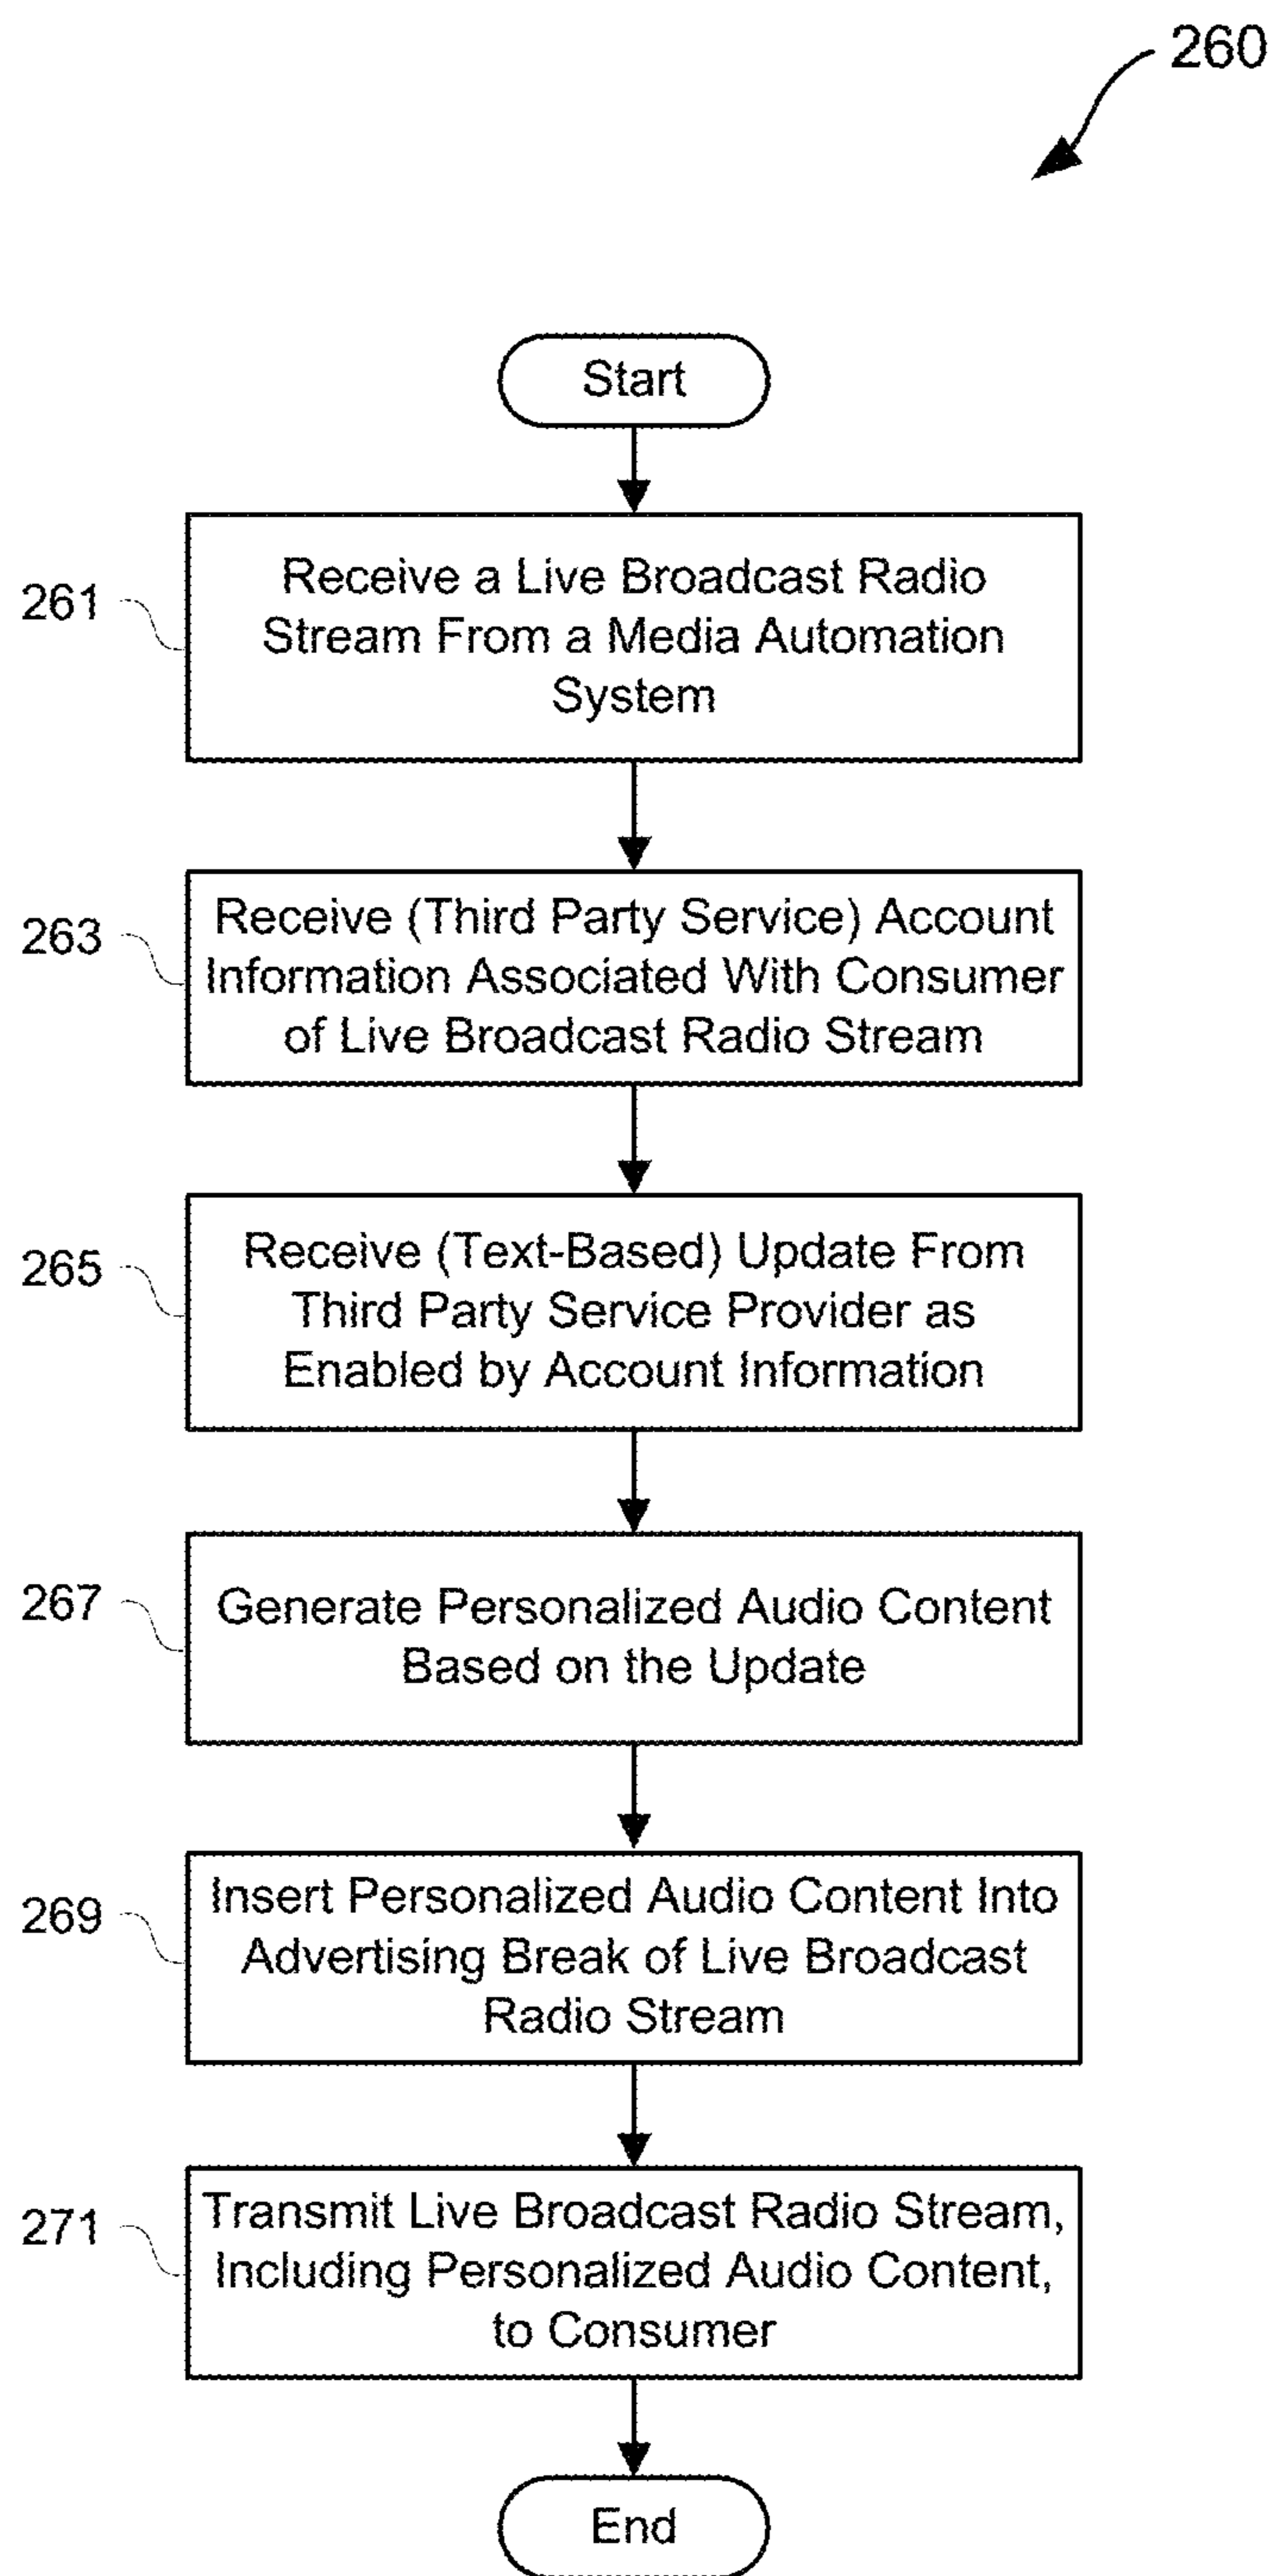 260
Start
261
Receive a Live Broadcast Radio
Stream From a Media Automation
System
263
Receive (Third Party Service) Account
Information Associated With Consumer
of Live Broadcast Radio Stream
265
Receive (Text-Based) Update From
Third Party Service Provider as
Enabled by Account Information
267
Generate Personalized Audio Content
Based on the Update
269
Insert Personalized Audio Content Into
Advertising Break of Live Broadcast
Radio Stream
271
Transmit Live Broadcast Radio Stream,
Including Personalized Audio Content,
to Consumer
End